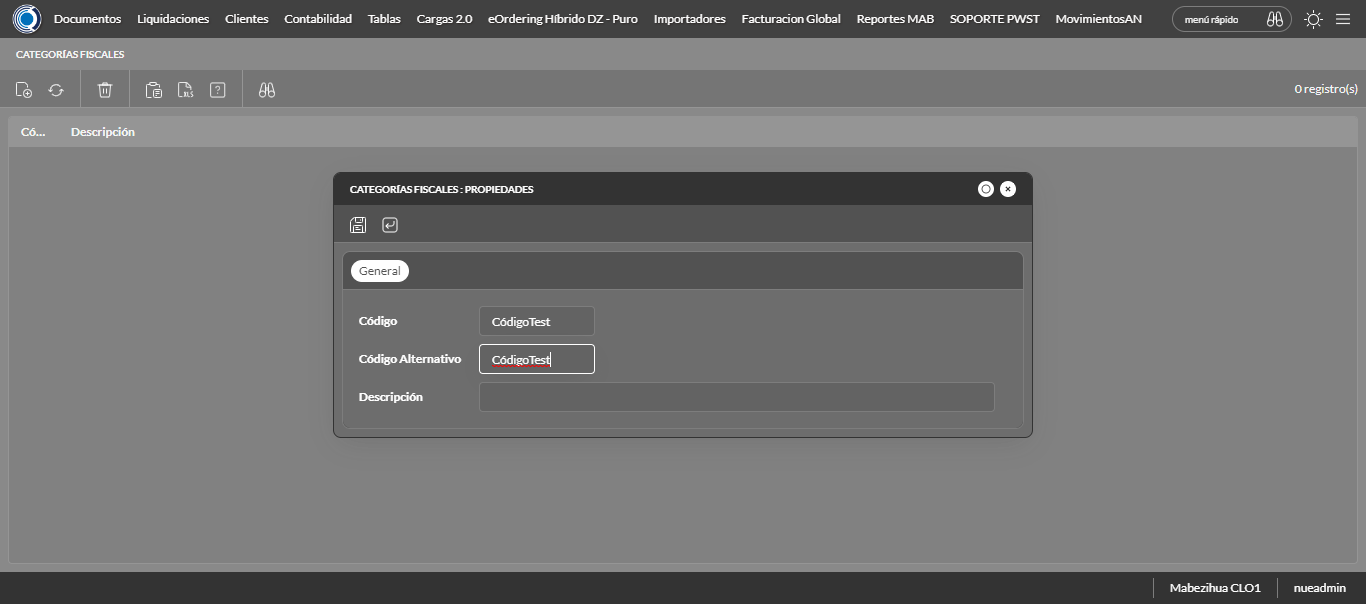 Documentos Liquidaciones Clientes Contabilidad Tablas Cargas 2.0 eOrdering Híbrido DZ - Puro Importadores Facturacion Global Reportes MAB SOPORTE PWST MovimientosAN menú rápido
CATEGORÍAS FISCALES
XLS ? 0 registro(s)
Có... Descripción
CATEGORÍAS FISCALES : PROPIEDADES
General
Código CódigoTest
Código Alternativo CódigoTest
Descripción
Mabezihua CLO1 nueadmin